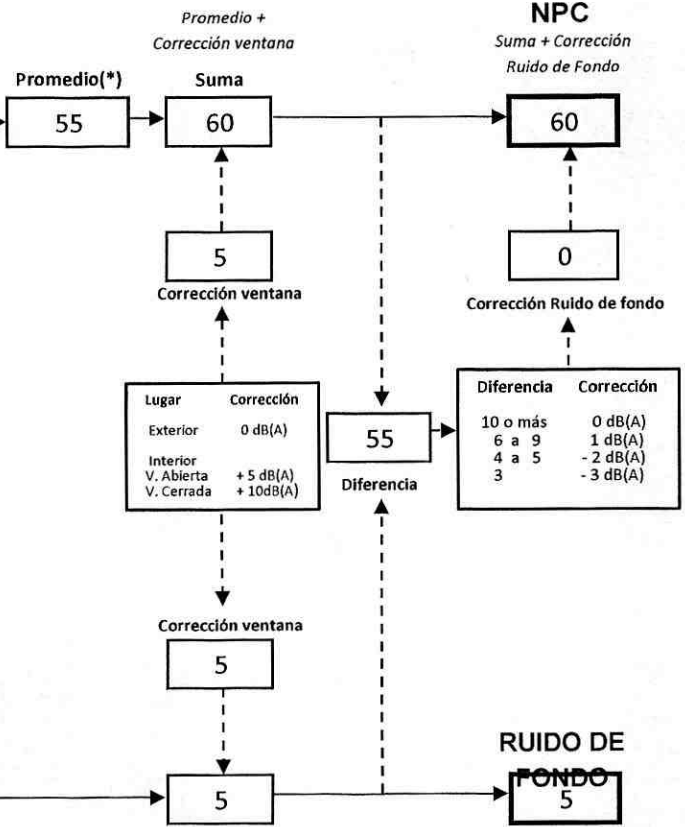 Promedio +
Corrección ventana
NPC
Suma + Corrección
Ruido de Fondo
Promedio(*)
Suma
55
60
60
5
0
Corrección ventana
Corrección Ruido de fondo
Lugar Corrección
Exterior 0 dB(A)
Interior
V. Abierta + 5 dB(A)
V. Cerrada + 10dB(A)
55
Diferencia
Diferencia Corrección
10 o más 0 dB(A)
6 a 9 1 dB(A)
4 a 5 - 2 dB(A)
3 - 3 dB(A)
Corrección ventana
5
5
RUIDO DE
FONDO
5